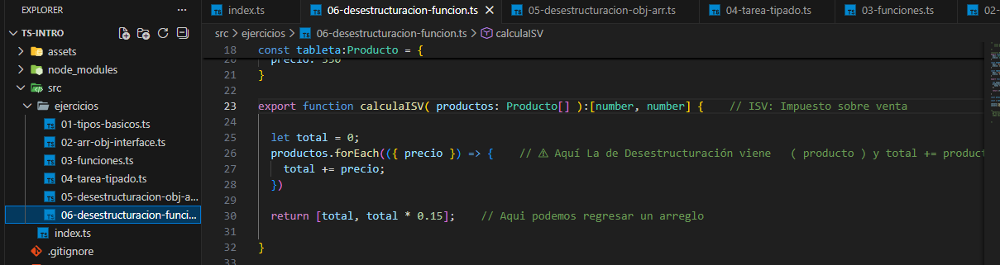 EXPLORER
TS-INTRO
assets
node_modules
src
ejercicios
01-tipos-basicos.ts
02-arr-obj-interface.ts
03-funciones.ts
04-tarea-tipado.ts
05-desestructuracion-obj-a...
06-desestructuracion-funci...
index.ts
.gitignore
index.ts 06-desestructuracion-funcion.ts 05-desestructuracion-obj-arr.ts 04-tarea-tipado.ts 03-funciones.ts 02-
src > ejercicios > 06-desestructuracion-funcion.ts > calculaISV
18 const tableta:Producto = {
20 precio: 350
21 }
22
23 export function calculaISV( productos: Producto[] ):[number, number] { // ISV: Impuesto sobre venta
24
25 let total = 0;
26 productos.forEach(({ precio }) => { // ⚠ Aquí La de Desestructuración viene ( producto ) y total += product
27 total += precio;
28 })
29
30 return [total, total * 0.15]; // Aqui podemos regresar un arreglo
31
32 }
33